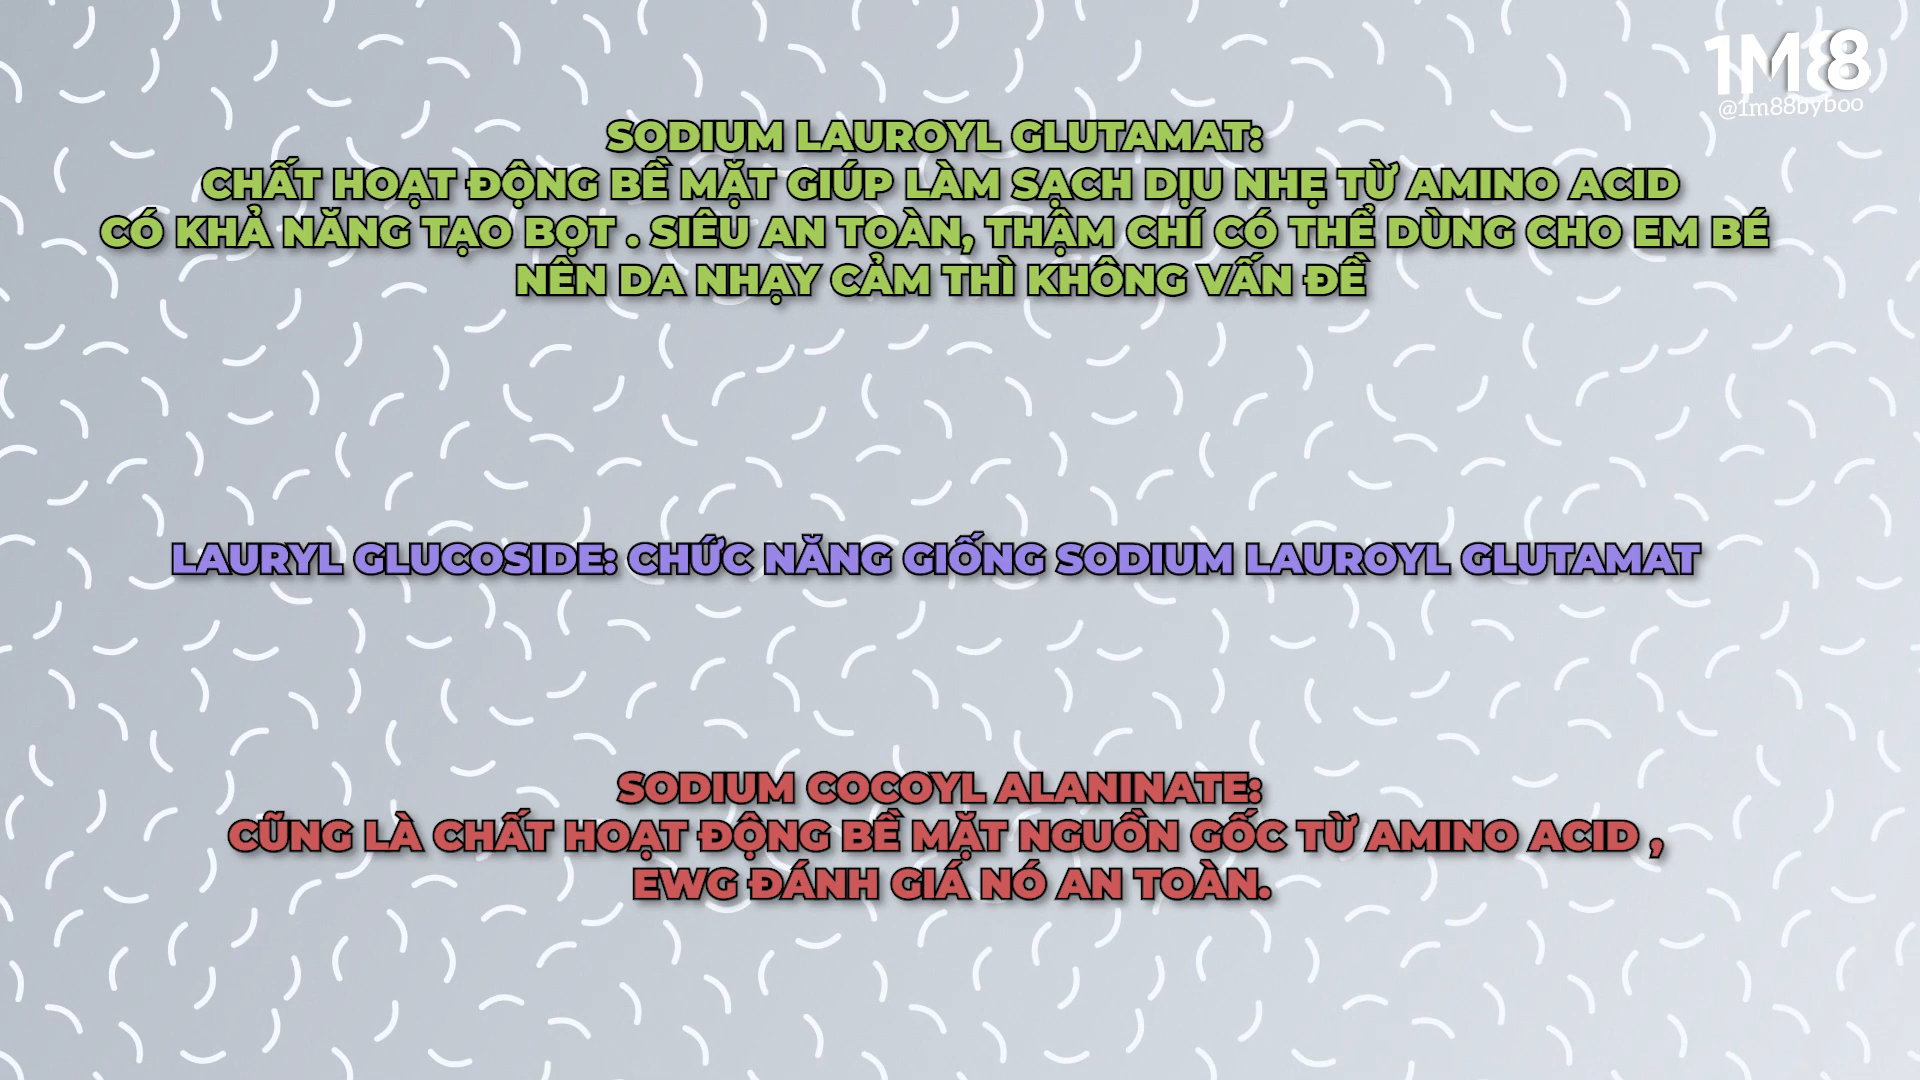 1M88
@1m88byboo
SODIUM LAUROYL GLUTAMAT:
CHẤT HOẠT ĐỘNG BỀ MẶT GIÚP LÀM SẠCH DỊU NHẸ TỪ AMINO ACID
CÓ KHẢ NĂNG TẠO BỌT . SIÊU AN TOÀN, THẬM CHÍ CÓ THỂ DÙNG CHO EM BÉ
NÊN DA NHẠY CẢM THÌ KHÔNG VẤN ĐỀ
LAURYL GLUCOSIDE: CHỨC NĂNG GIỐNG SODIUM LAUROYL GLUTAMAT
SODIUM COCOYL ALANINATE:
CŨNG LÀ CHẤT HOẠT ĐỘNG BỀ MẶT NGUỒN GỐC TỪ AMINO ACID ,
EWG ĐÁNH GIÁ NÓ AN TOÀN.